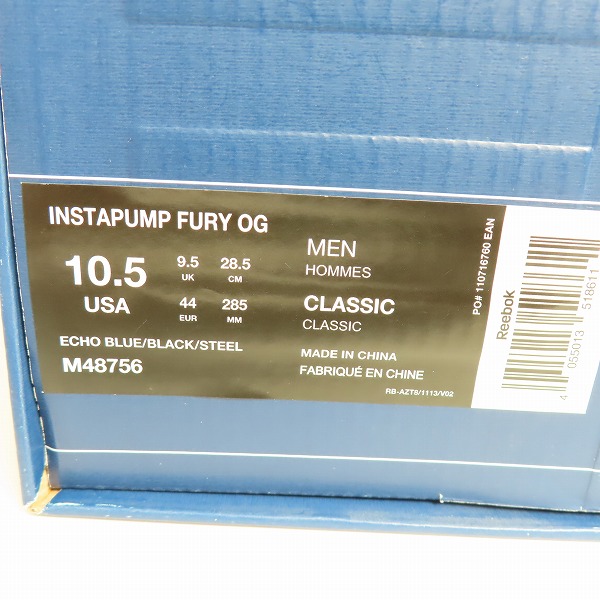 INSTAPUMP FURY OG
10.5
USA
9.5
UK
28.5
CM
44
EUR
285
MM
MEN
HOMMES
CLASSIC
CLASSIC
ECHO BLUE/BLACK/STEEL
M48756
MADE IN CHINA
FABRIQUÉ EN CHINE
RB-AZT8/1113/V02
PO# 110716760 EAN
Reebok
4 055013 518611